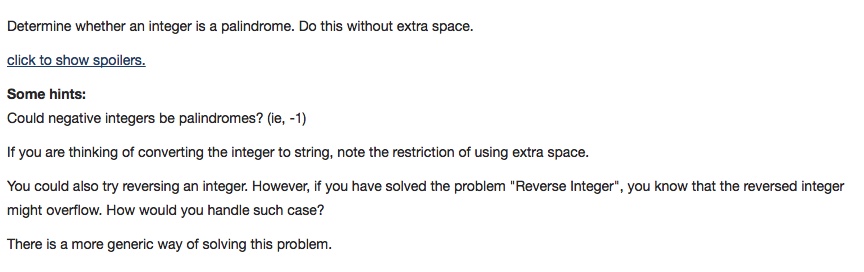 Determine whether an integer is a palindrome. Do this without extra space.
click to show spoilers.
Some hints:
Could negative integers be palindromes? (ie, -1)
If you are thinking of converting the integer to string, note the restriction of using extra space.
You could also try reversing an integer. However, if you have solved the problem "Reverse Integer", you know that the reversed integer
might overflow. How would you handle such case?
There is a more generic way of solving this problem.